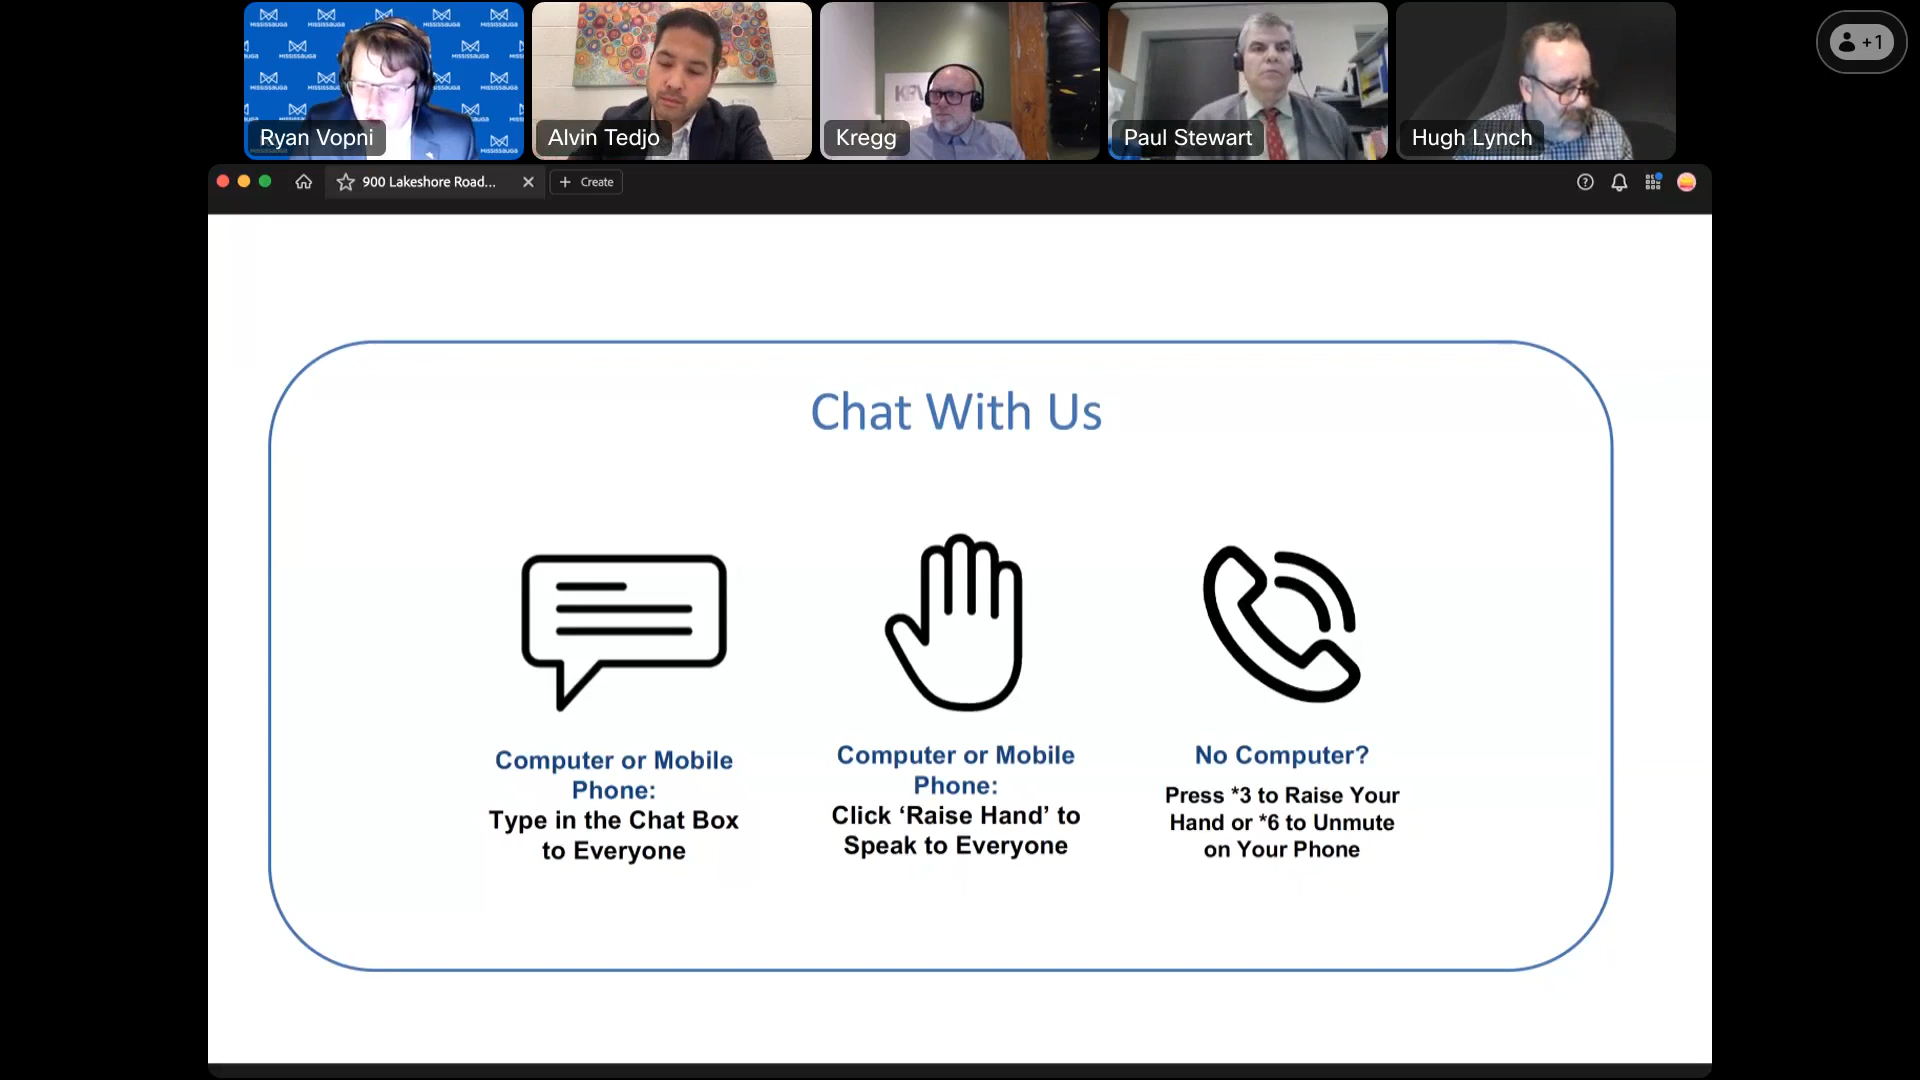 Ryan Vopni
Alvin Tedjo
Kregg
Paul Stewart
Hugh Lynch
+1
900 Lakeshore Road...
+ Create
Chat With Us
Computer or Mobile
Phone:
Type in the Chat Box
to Everyone
Computer or Mobile
Phone:
Click ‘Raise Hand’ to
Speak to Everyone
No Computer?
Press *3 to Raise Your
Hand or *6 to Unmute
on Your Phone